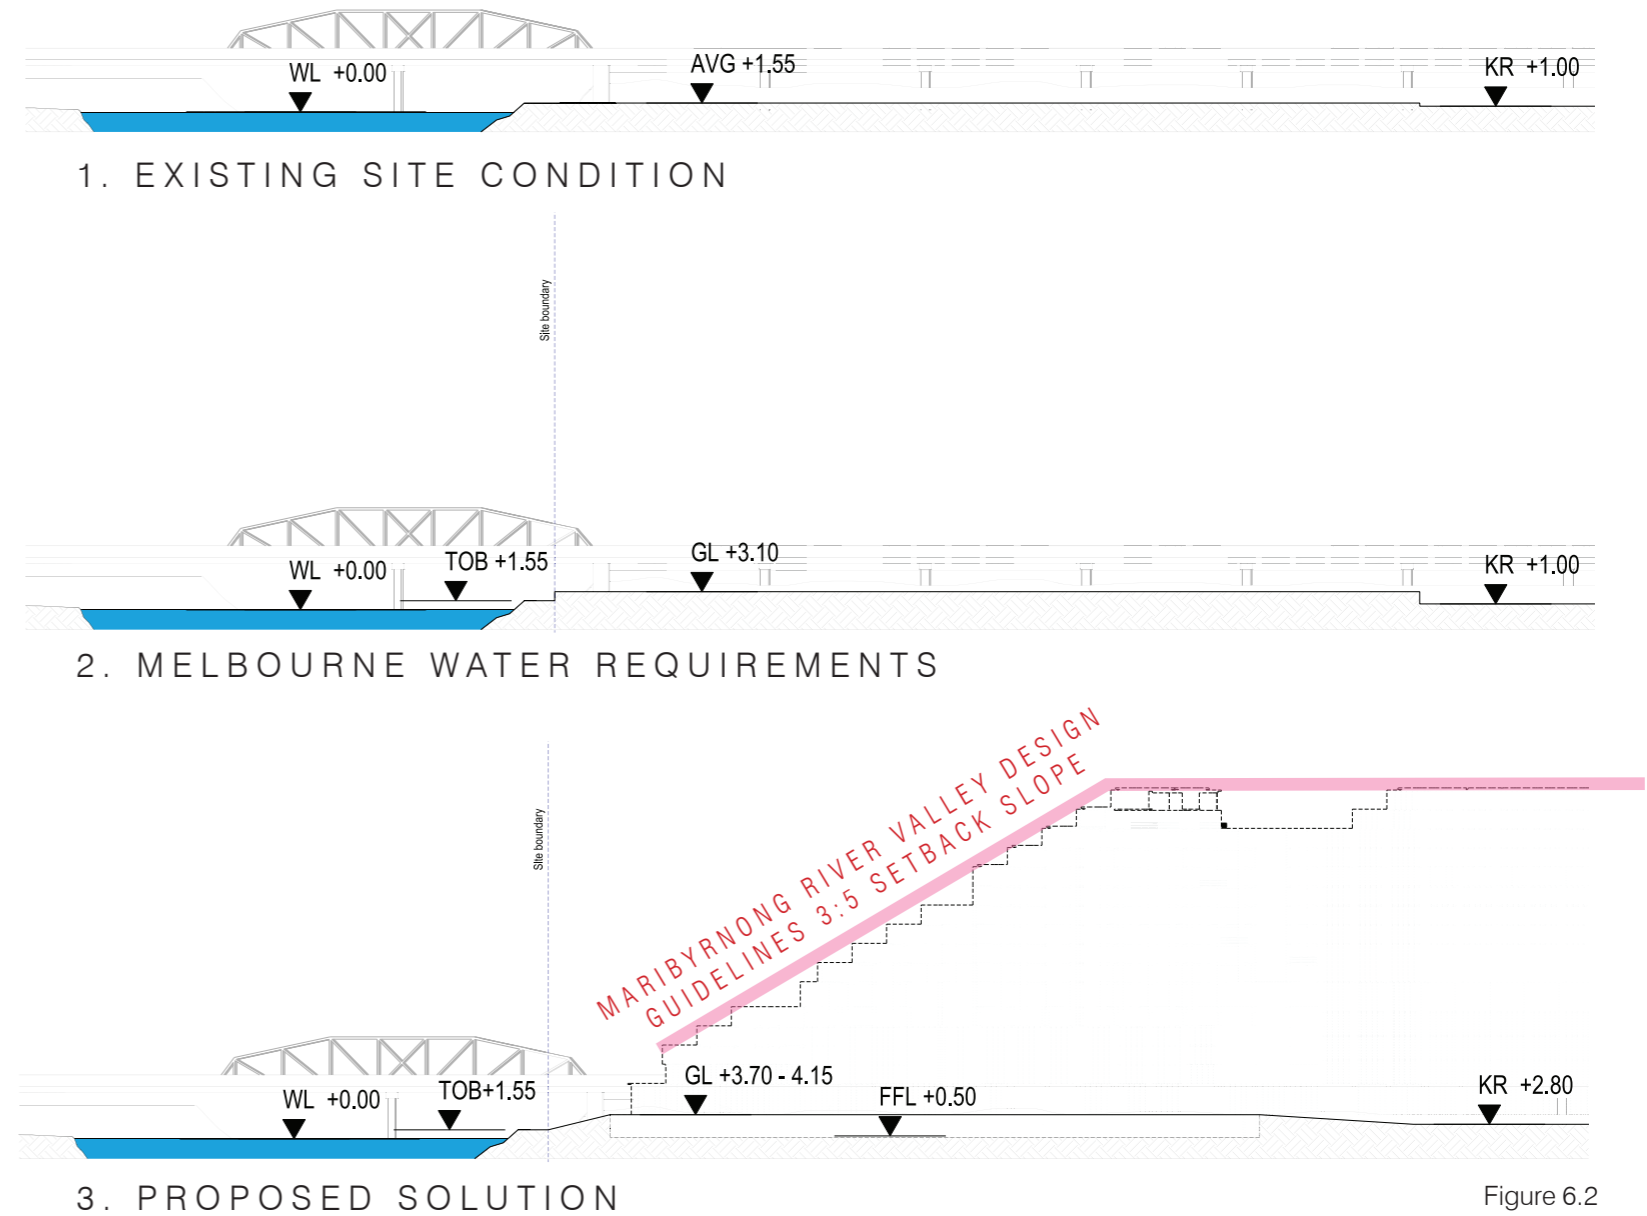 WL +0.00
AVG +1.55
KR +1.00
1. EXISTING SITE CONDITION
Site boundary
WL +0.00
TOB +1.55
GL +3.10
KR +1.00
2. MELBOURNE WATER REQUIREMENTS
Site boundary
MARIBYRNONG RIVER VALLEY DESIGN
GUIDELINES 3:5 SETBACK SLOPE
WL +0.00
TOB+1.55
GL +3.70 - 4.15
FFL +0.50
KR +2.80
3. PROPOSED SOLUTION
Figure 6.2